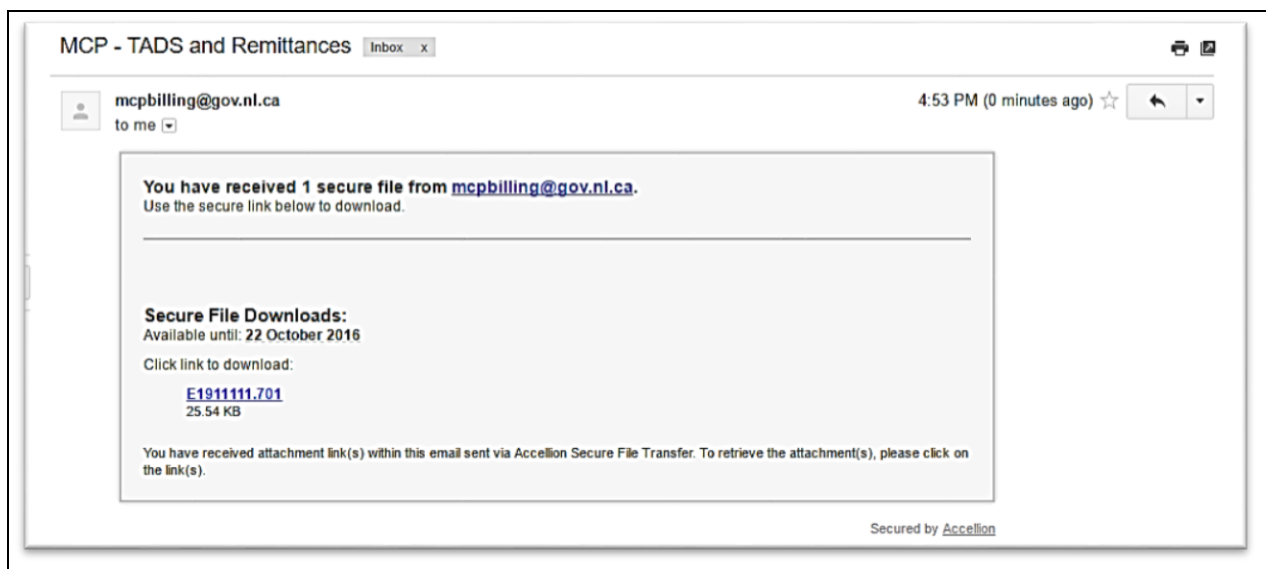 MCP - TADS and Remittances Inbox x
mcpbilling@gov.nl.ca 4:53 PM (0 minutes ago)
to me
You have received 1 secure file from mcpbilling@gov.nl.ca.
Use the secure link below to download.
Secure File Downloads:
Available until: 22 October 2016
Click link to download:
E1911111.701
25.54 KB
You have received attachment link(s) within this email sent via Accellion Secure File Transfer. To retrieve the attachment(s), please click on
the link(s).
Secured by Accellion